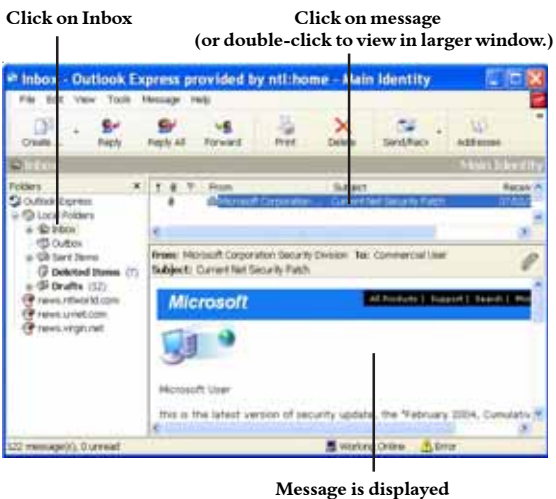 Click on Inbox
Click on message
(or double-click to view in larger window.)
Inbox - Outlook Express provided by ntl:home - Main Identity
File Edit View Tools Message Help
Create... Reply Reply All Forward Print Delete Send/Recv Addresses
Inbox Main Identity
Folders × From Subject
Outlook Express
Microsoft Corporation ... Current Net Security Patch
Local Folders
Inbox
Outbox
Sent Items
Deleted Items (7)
Drafts (12)
news.ntlworld.com
news.u-net.com
news.virgin.net
From: Microsoft Corporation Security Division To: Commercial User
Subject: Current Net Security Patch
Microsoft
All Products | Support | Search |
Microsoft User
this is the latest version of security update, the "February 2004, Cumulativ
522 message(s), 0 unread Working Online Error
Message is displayed